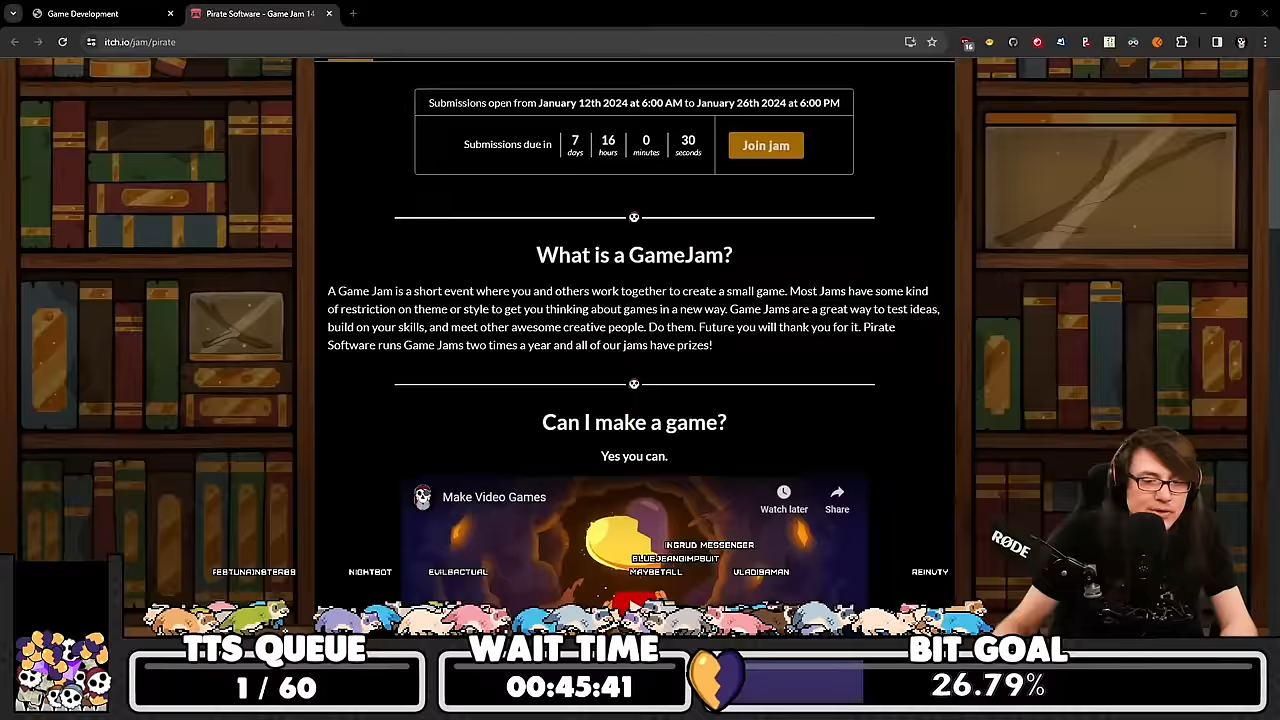 Game Development
Pirate Software - Game Jam 14
itch.io/jam/pirate
16
Submissions open from January 12th 2024 at 6:00 AM to January 26th 2024 at 6:00 PM
Submissions due in
7 16 0 30
days hours minutes seconds
Join jam
What is a GameJam?
A Game Jam is a short event where you and others work together to create a small game. Most Jams have some kind
of restriction on theme or style to get you thinking about games in a new way. Game Jams are a great way to test ideas,
build on your skills, and meet other awesome creative people. Do them. Future you will thank you for it. Pirate
Software runs Game Jams two times a year and all of our jams have prizes!
Can I make a game?
Yes you can.
Make Video Games
Watch later
Share
INGRUD MESSENGER
BLUEJEANGIMPSUIT
NIGHTBOT
EVILBACTUAL
MAYBETALL
VLADIBAMAN
REINUTY
RØDE
TTS QUEUE
1 / 60
WAIT TIME
00:45:41
BIT GOAL
26.79%